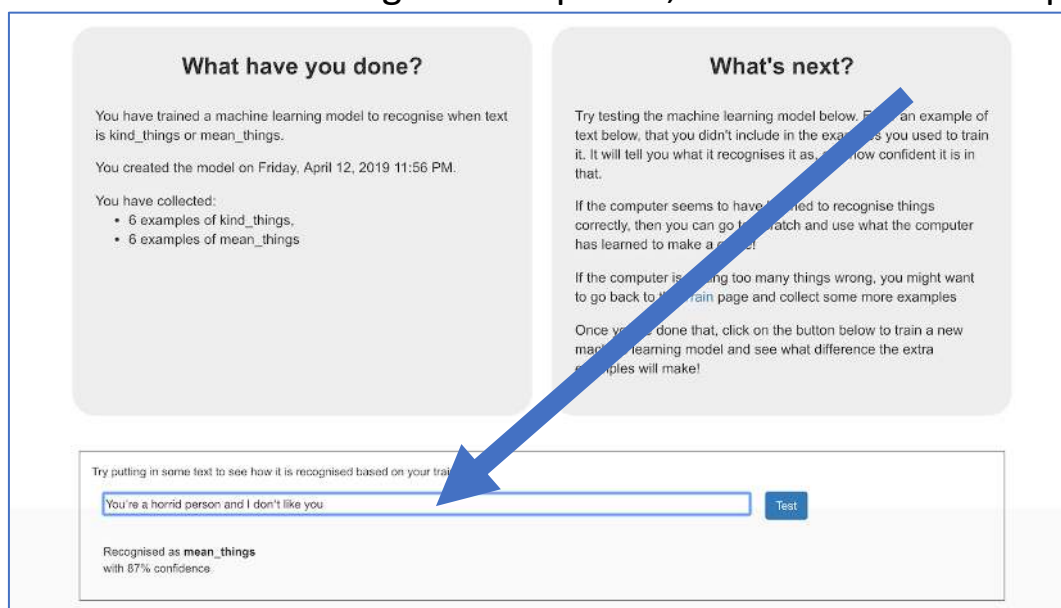 What have you done?
You have trained a machine learning model to recognise when text
is kind_things or mean_things.
You created the model on Friday, April 12, 2019 11:56 PM.
You have collected:
• 6 examples of kind_things,
• 6 examples of mean_things
What's next?
Try testing the machine learning model below. an example of
text below, that you didn't include in the you used to train
it. It will tell you what it recognises it as, how confident it is in
that.
If the computer seems to have to recognise things
correctly, then you can go and use what the computer
has learned to make a
If the computer is too many things wrong, you might want
to go back to page and collect some more examples
Once done that, click on the button below to train a new
learning model and see what difference the extra
will make!
Try putting in some text to see how it is recognised based on your
You're a horrid person and I don't like you
Test
Recognised as mean_things
with 87% confidence